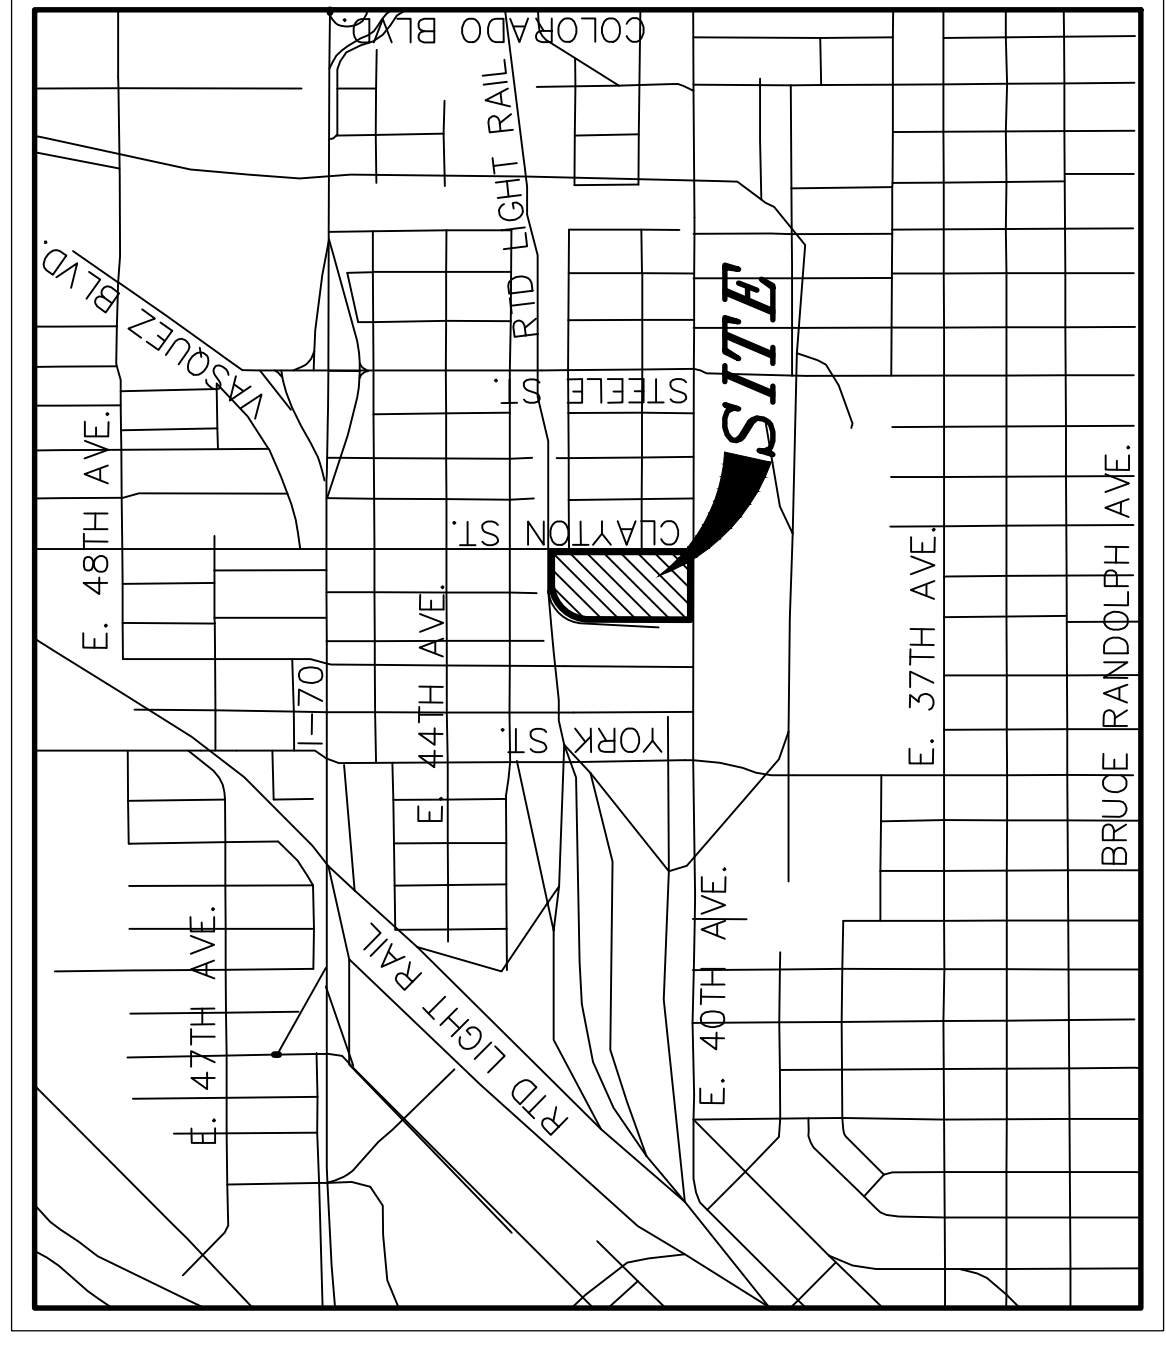 COLORADO BLVD.
RTD LIGHT RAIL
VASQUEZ BLVD.
SITE
STEELE ST.
E. 48TH AVE.
CLAYTON ST.
E. 44TH AVE.
E. 37TH AVE.
BRUCE RANDOLPH AVE.
I-70
YORK ST.
E. 47TH AVE.
RTD LIGHT RAIL
E. 40TH AVE.